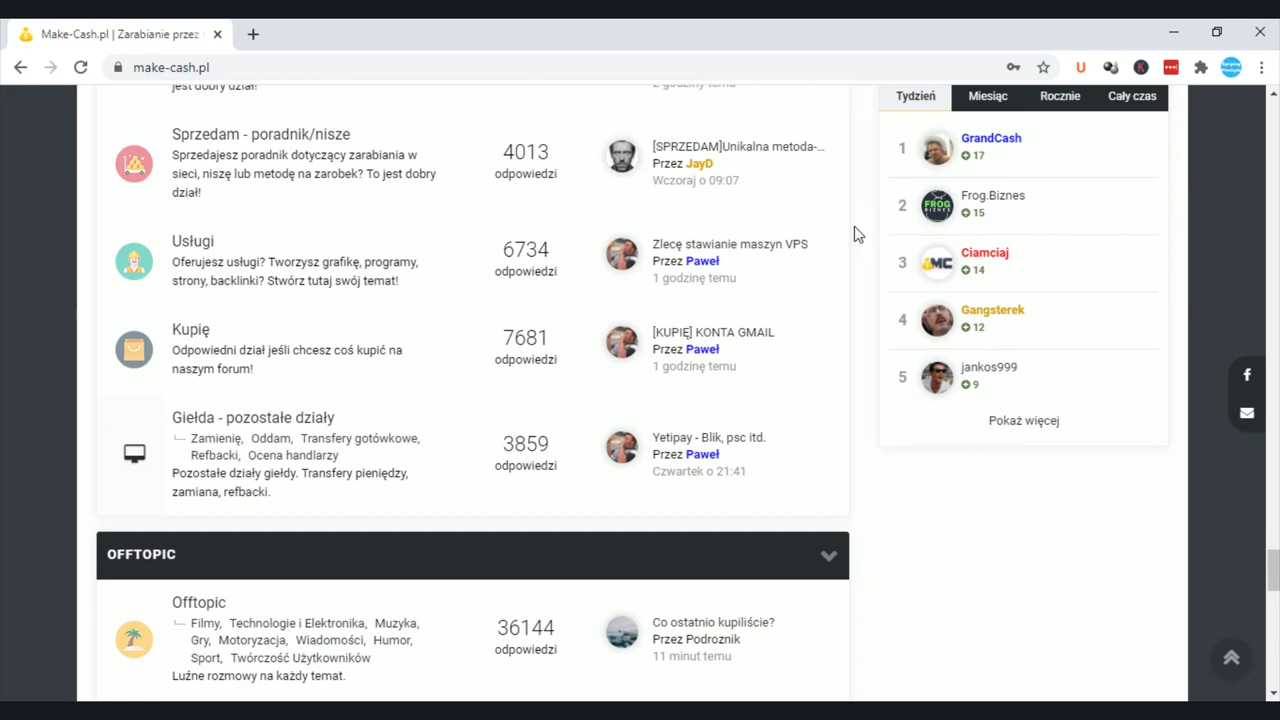 Make-Cash.pl | Zarabianie przez
make-cash.pl
jest dobry dział!
2 godziny temu
Sprzedam - poradnik/nisze
Sprzedajesz poradnik dotyczący zarabiania w
sieci, niszę lub metodę na zarobek? To jest dobry
dział!
4013
odpowiedzi
[SPRZEDAM]Unikalna metoda-...
Przez JayD
Wczoraj o 09:07
Usługi
Oferujesz usługi? Tworzysz grafikę, programy,
strony, backlinki? Stwórz tutaj swój temat!
6734
odpowiedzi
Zlecę stawianie maszyn VPS
Przez Paweł
1 godzinę temu
Kupię
Odpowiedni dział jeśli chcesz coś kupić na
naszym forum!
7681
odpowiedzi
[KUPIĘ] KONTA GMAIL
Przez Paweł
1 godzinę temu
Giełda - pozostałe działy
Zamienię, Oddam, Transfery gotówkowe,
Refbacki, Ocena handlarzy
Pozostałe działy giełdy. Transfery pieniędzy,
zamiana, refbacki.
3859
odpowiedzi
Yetipay - Blik, psc itd.
Przez Paweł
Czwartek o 21:41
OFFTOPIC
Offtopic
Filmy, Technologie i Elektronika, Muzyka,
Gry, Motoryzacja, Wiadomości, Humor,
Sport, Twórczość Użytkowników
Luźne rozmowy na każdy temat.
36144
odpowiedzi
Co ostatnio kupiliście?
Przez Podroznik
11 minut temu
Tydzień Miesiąc Rocznie Cały czas
1
GrandCash
17
2
FROG
BIZNES
Frog.Biznes
15
3
MC
Ciamciaj
14
4
Gangsterek
12
5
jankos999
9
Pokaż więcej